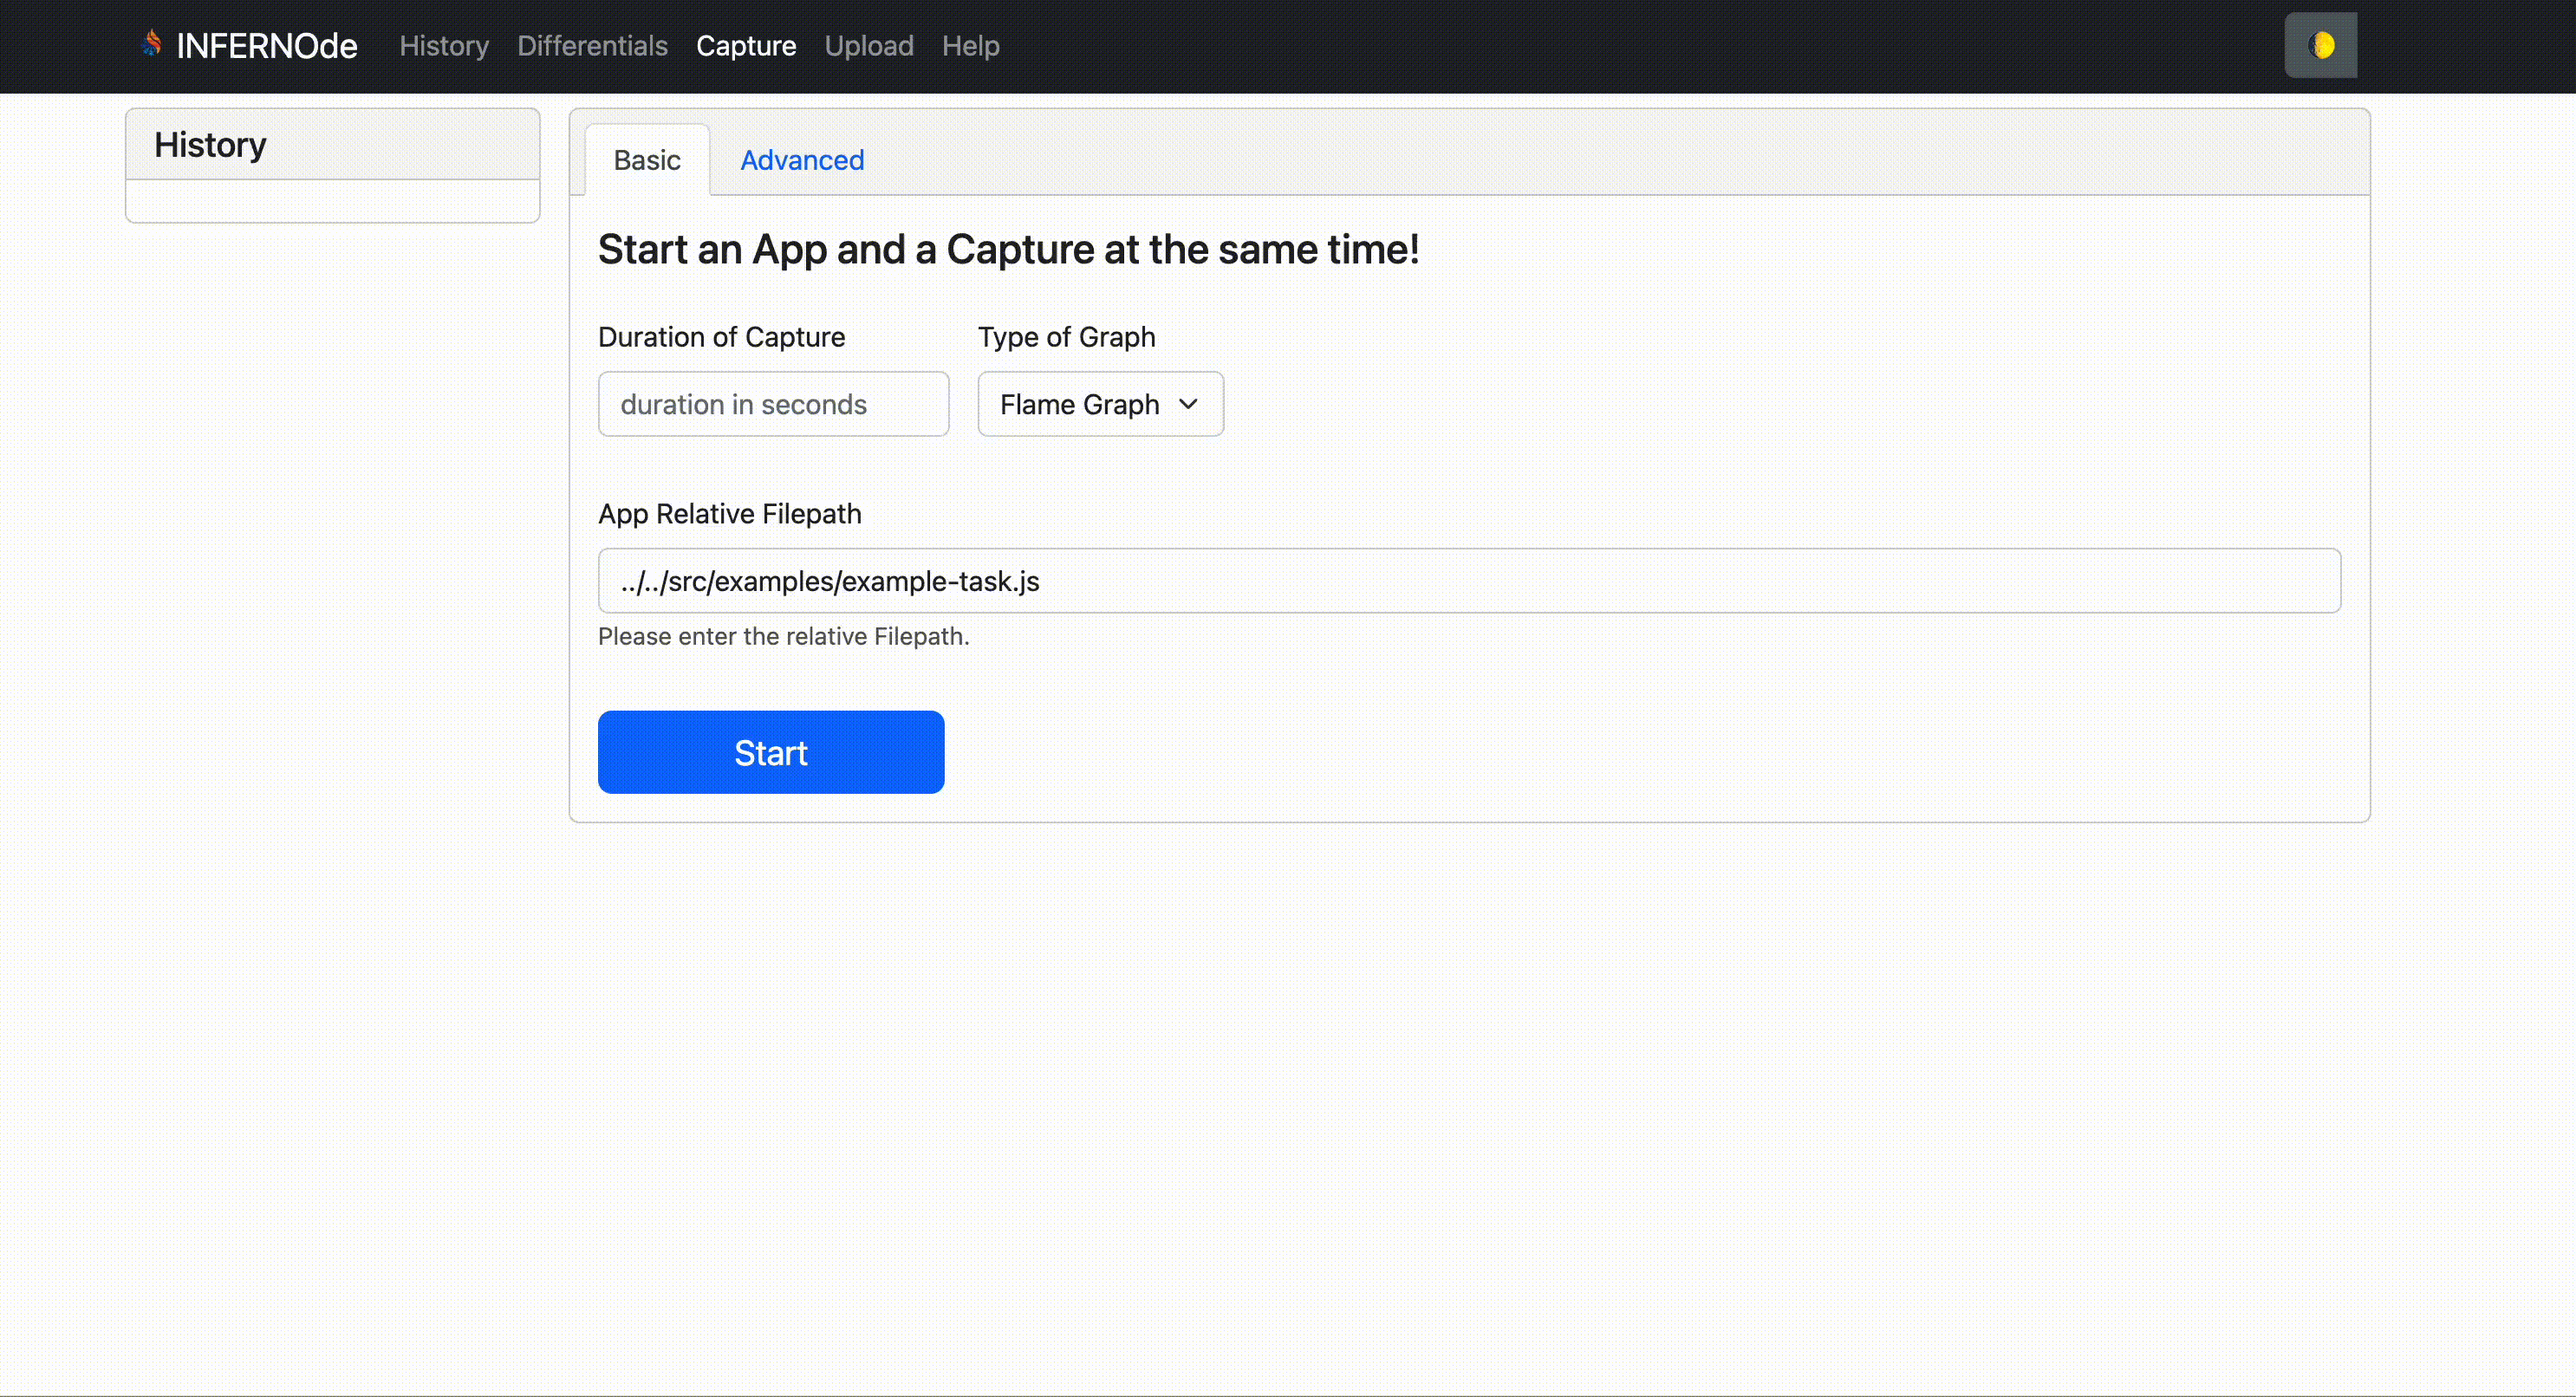 INFERNOde History Differentials Capture Upload Help
History
Basic Advanced
Start an App and a Capture at the same time!
Duration of Capture Type of Graph
duration in seconds Flame Graph
App Relative Filepath
../../src/examples/example-task.js
Please enter the relative Filepath.
Start